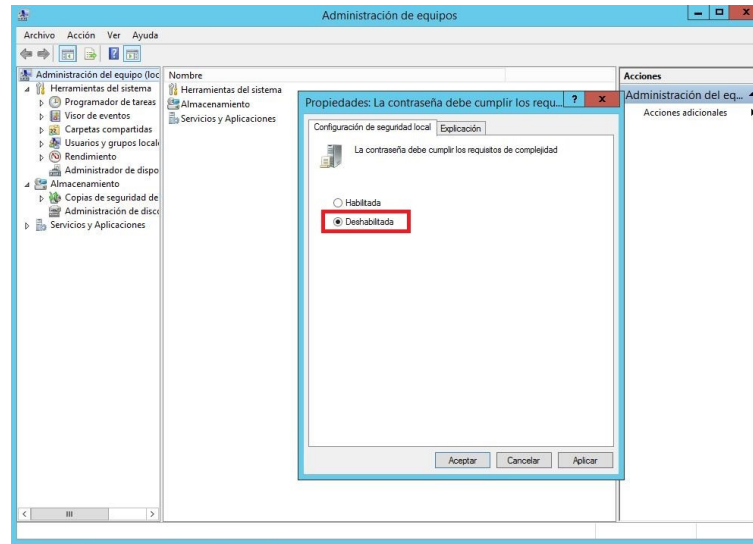 Administración de equipos
Archivo Acción Ver Ayuda
Administración del equipo (loc
Herramientas del sistema
Programador de tareas
Visor de eventos
Carpetas compartidas
Usuarios y grupos local
Rendimiento
Administrador de dispo
Almacenamiento
Copias de seguridad de
Administración de disc
Servicios y Aplicaciones
Nombre
Herramientas del sistema
Almacenamiento
Servicios y Aplicaciones
Propiedades: La contraseña debe cumplir los requ...
Configuración de seguridad local Explicación
La contraseña debe cumplir los requisitos de complejidad
Habilitada
Deshabilitada
Aceptar Cancelar Aplicar
Acciones
Administración del eq...
Acciones adicionales